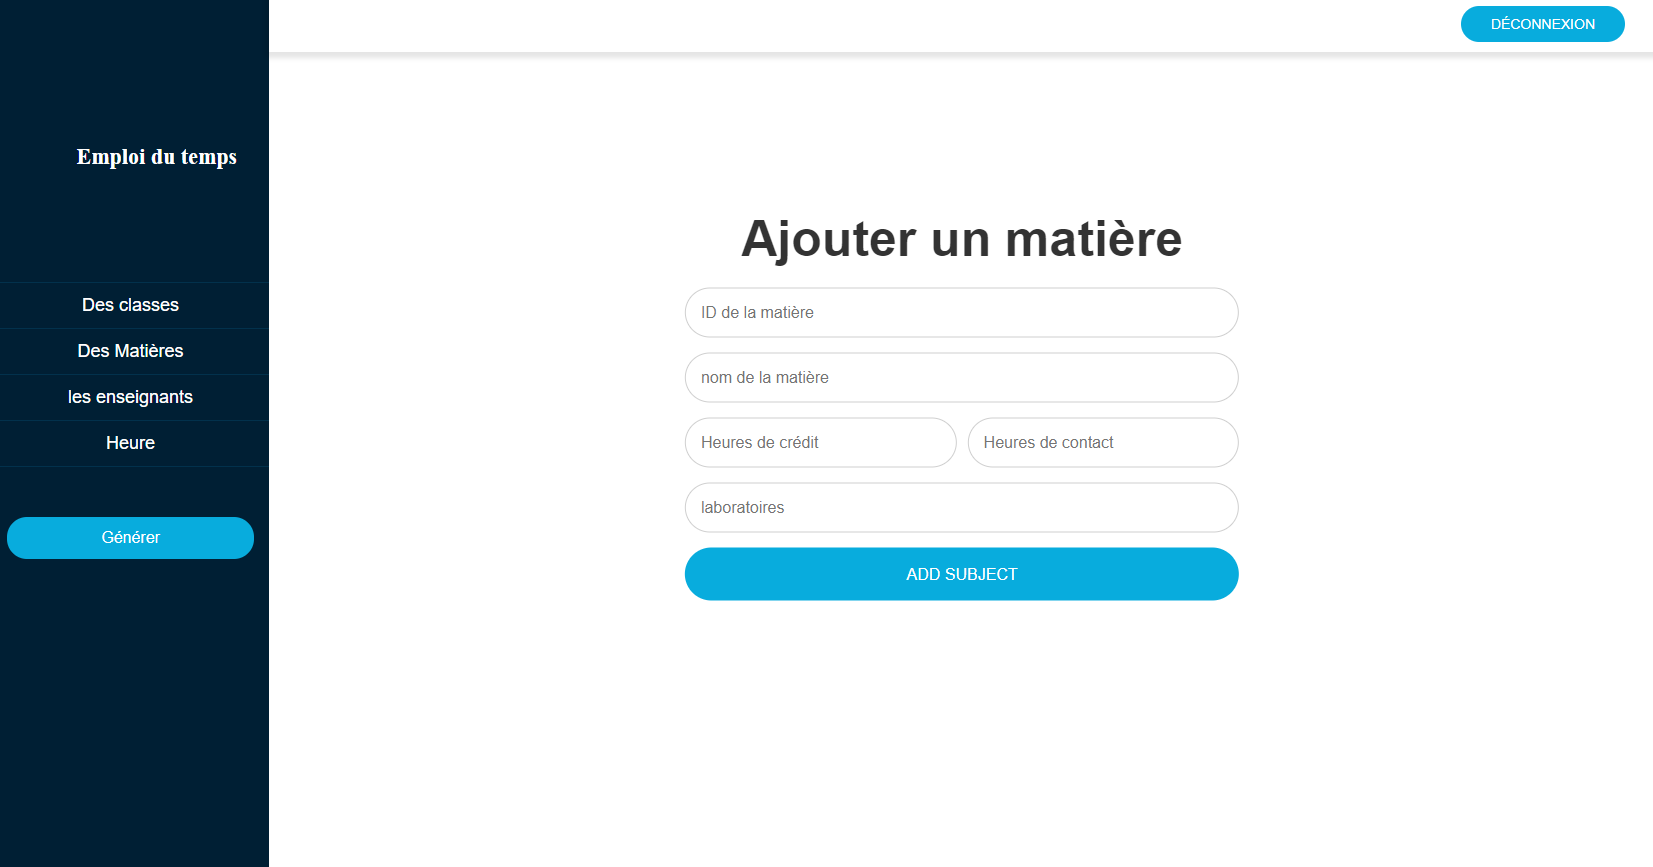 DÉCONNEXION
Emploi du temps
Des classes
Des Matières
les enseignants
Heure
Générer
Ajouter un matière
ID de la matière
nom de la matière
Heures de crédit
Heures de contact
laboratoires
ADD SUBJECT